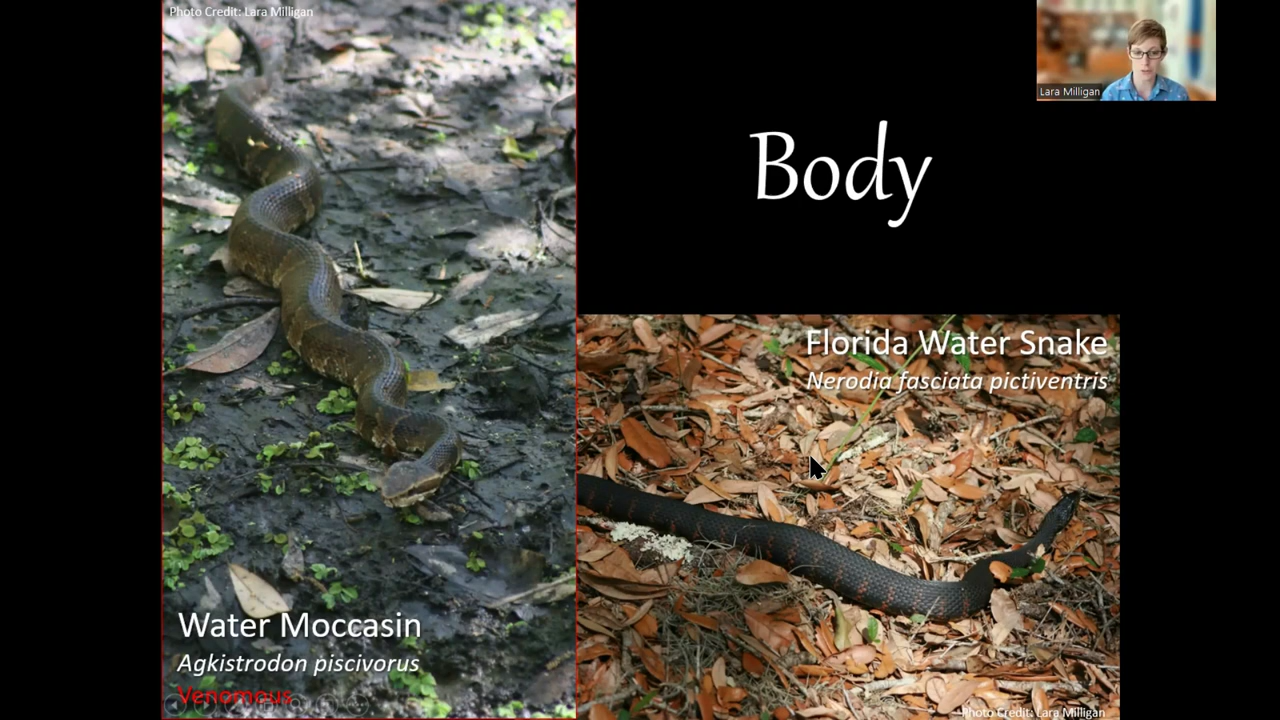 Photo Credit: Lara Milligan
Lara Milligan
Body
Florida Water Snake
Nerodia fasciata pictiventris
Water Moccasin
Agkistrodon piscivorus
Venomous
Photo Credit: Lara Milligan